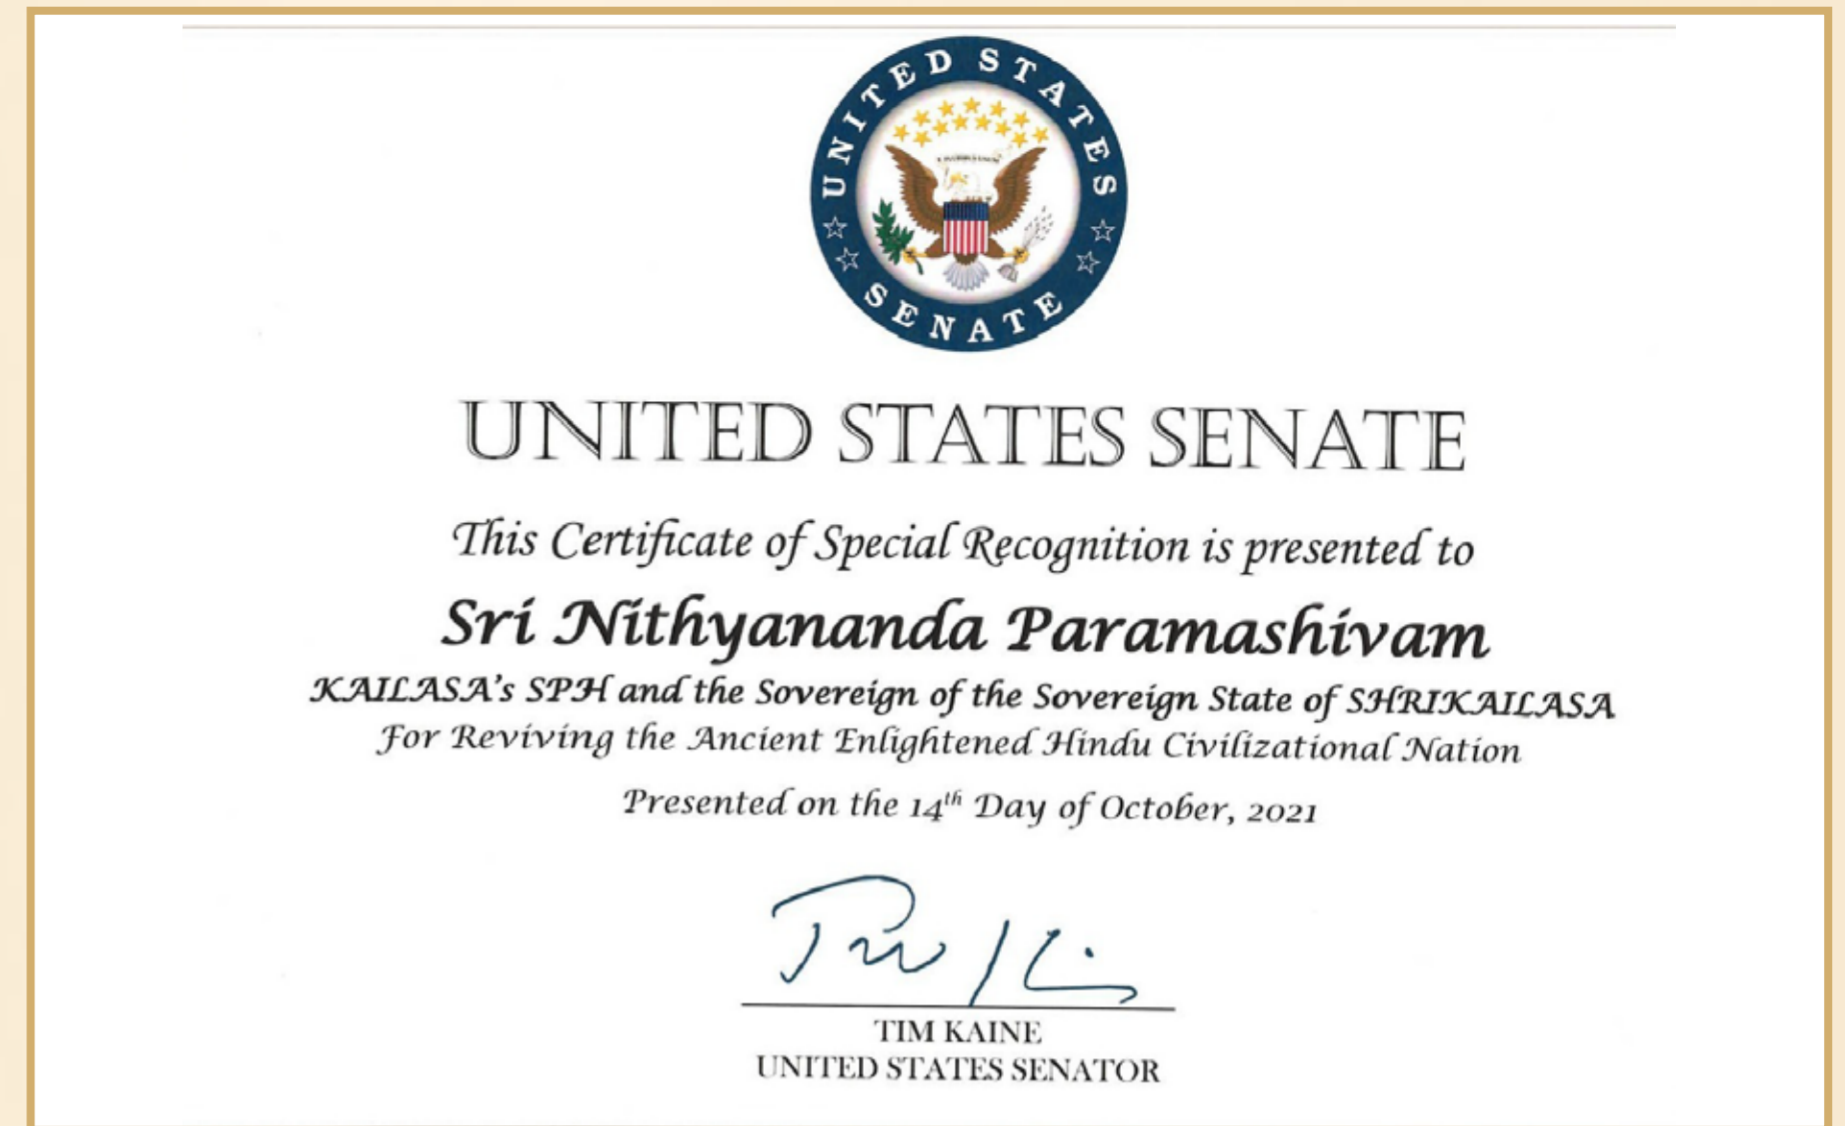 UNITED STATES
SENATE
UNITED STATES SENATE
This Certificate of Special Recognition is presented to
Sri Nithyananda Paramashivam
KAILASA's SPH and the Sovereign of the Sovereign State of SHRIKAILASA
For Reviving the Ancient Enlightened Hindu Civilizational Nation
Presented on the 14th Day of October, 2021
TIM KAINE
UNITED STATES SENATOR